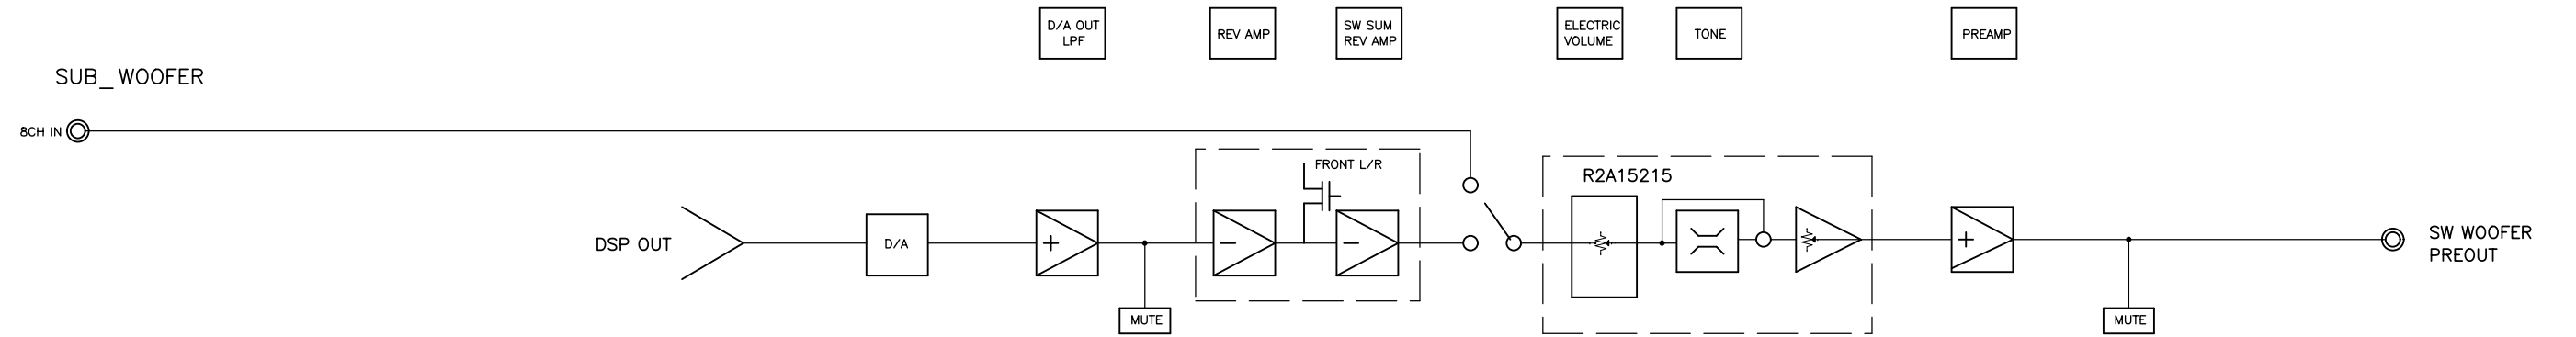 D/A OUT
LPF
REV AMP
SW SUM
REV AMP
ELECTRIC
VOLUME
TONE
PREAMP
SUB_WOOFER
8CH IN
FRONT L/R
R2A15215
DSP OUT
D/A
+
−
−
+
SW WOOFER
PREOUT
MUTE
MUTE